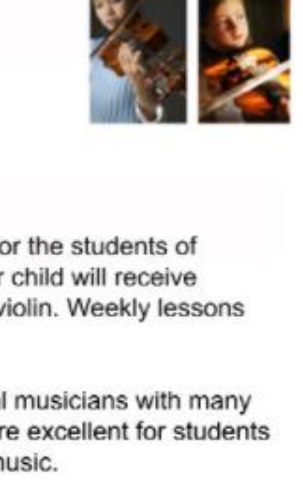 or the students of
r child will receive
violin. Weekly lessons
l musicians with many
re excellent for students
music.